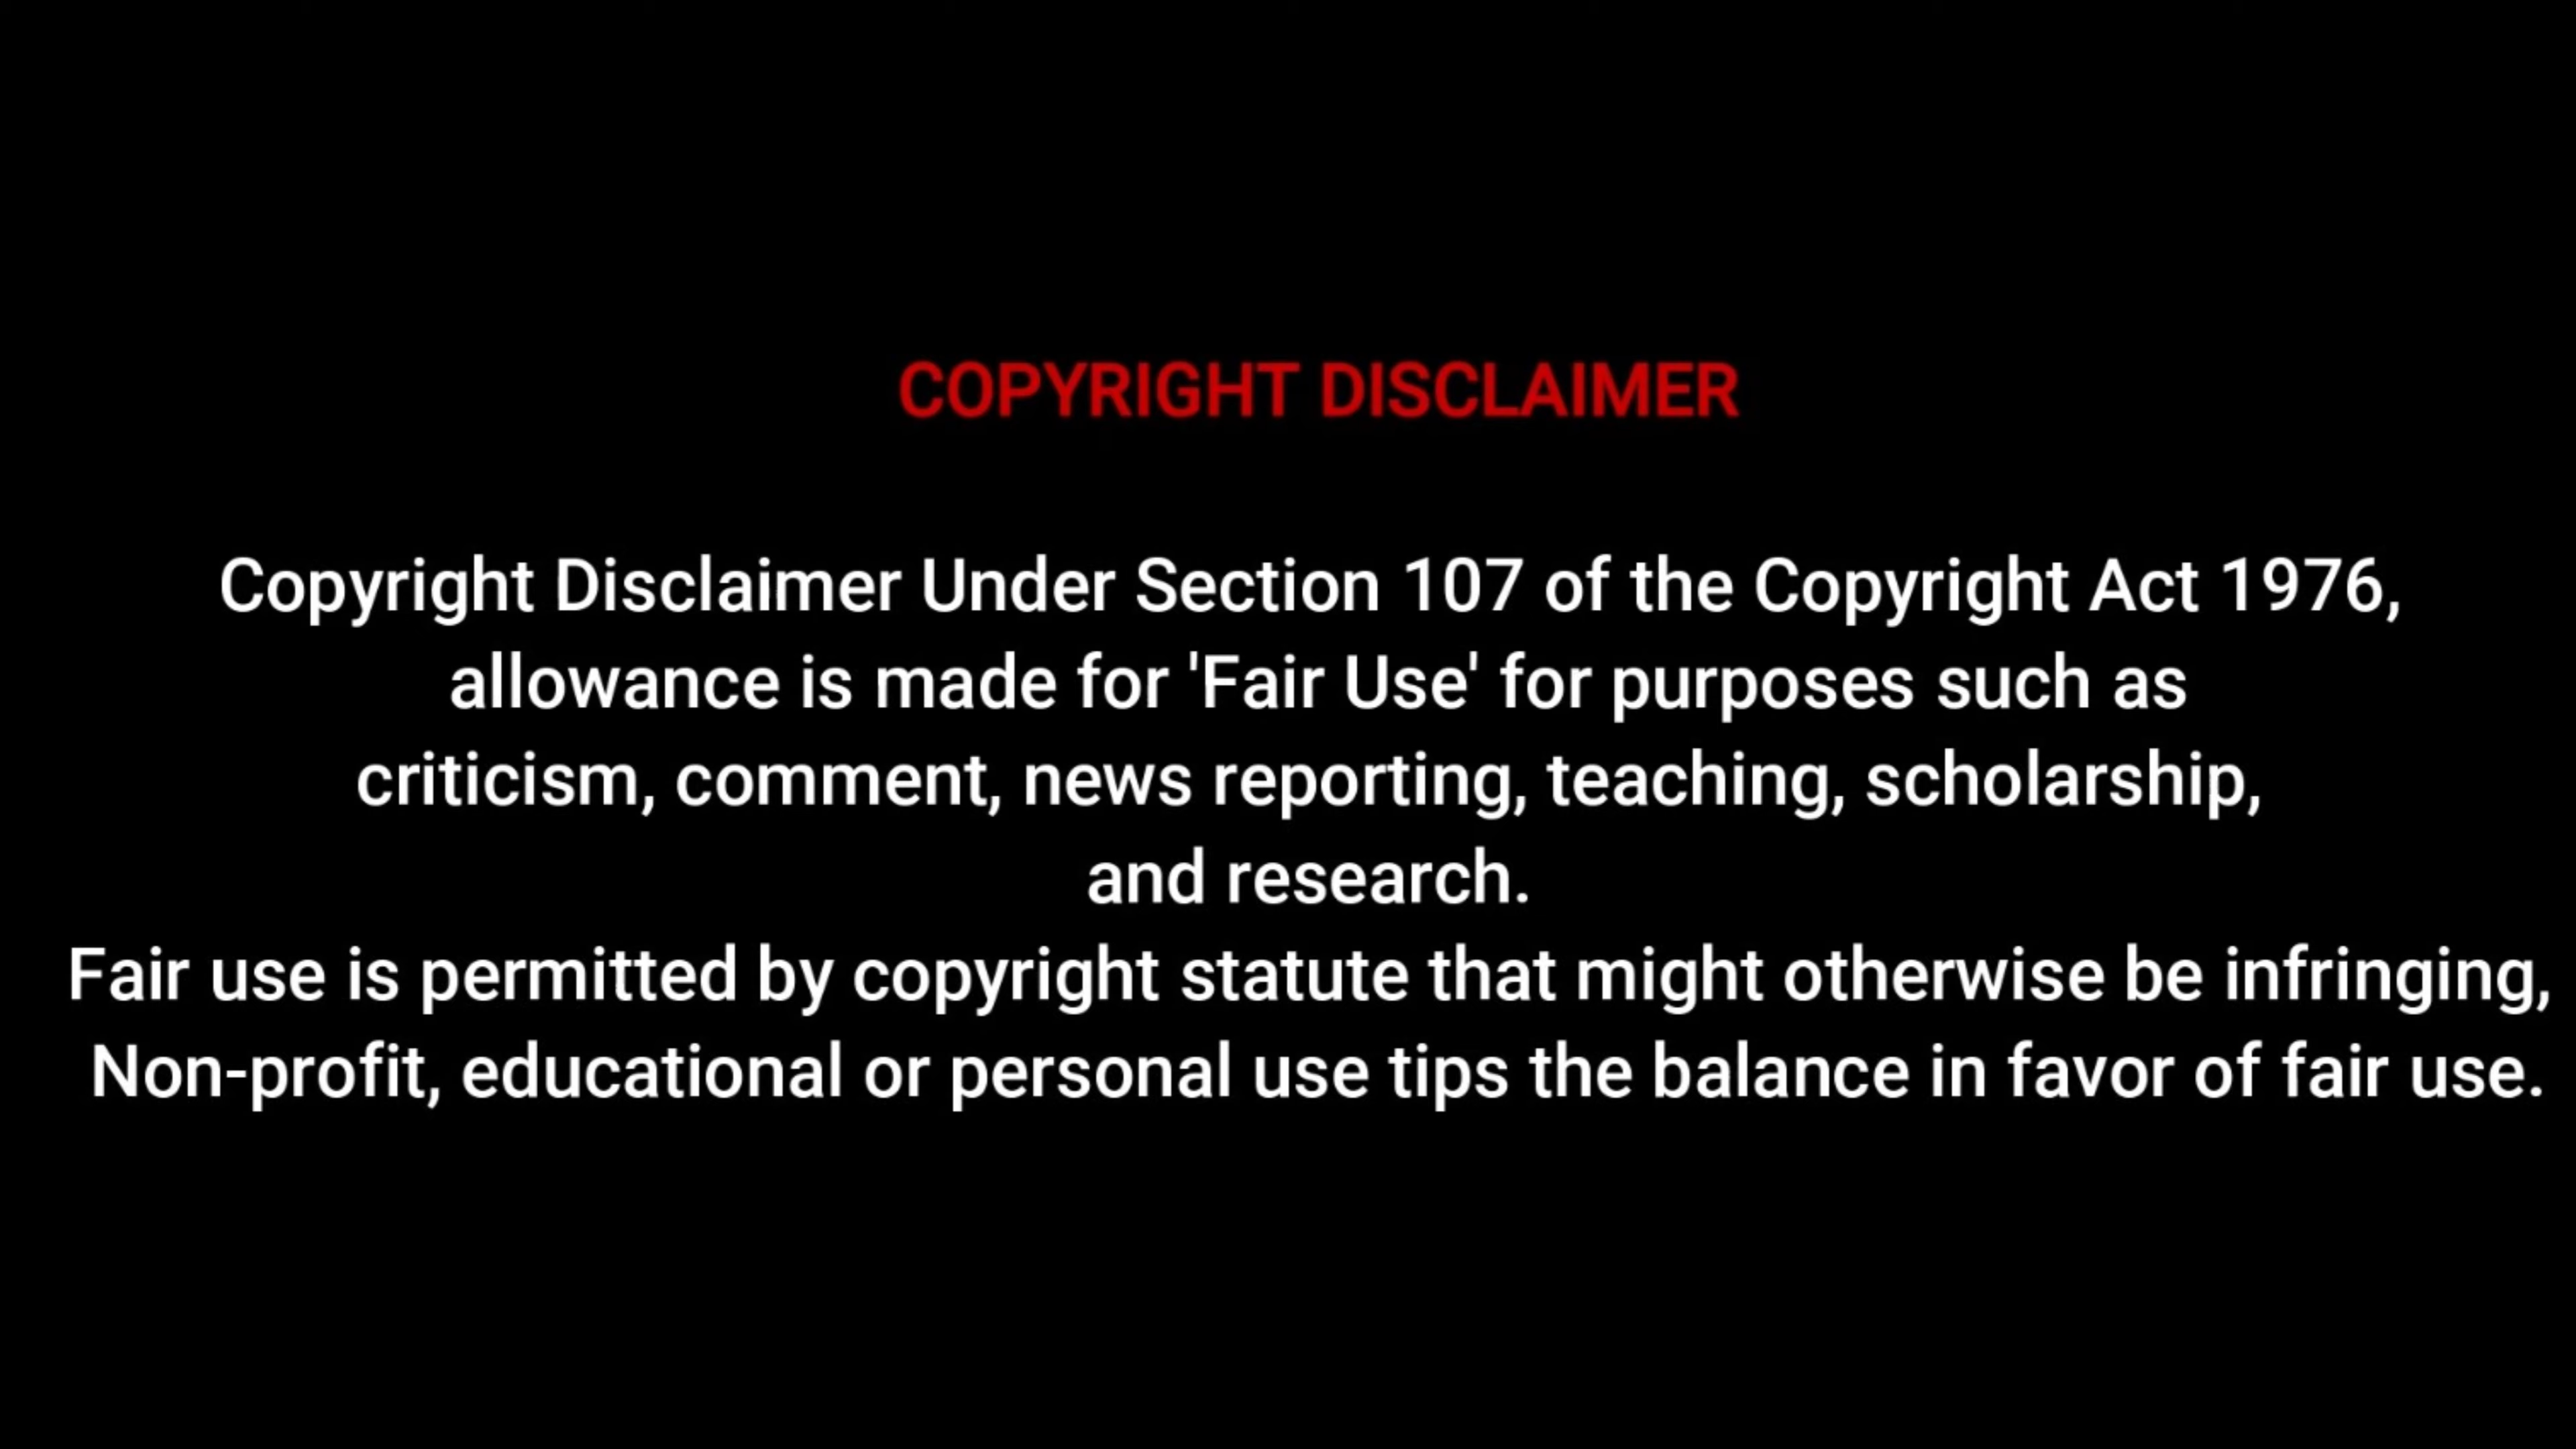 COPYRIGHT DISCLAIMER
Copyright Disclaimer Under Section 107 of the Copyright Act 1976,
allowance is made for 'Fair Use' for purposes such as
criticism, comment, news reporting, teaching, scholarship,
and research.
Fair use is permitted by copyright statute that might otherwise be infringing,
Non-profit, educational or personal use tips the balance in favor of fair use.